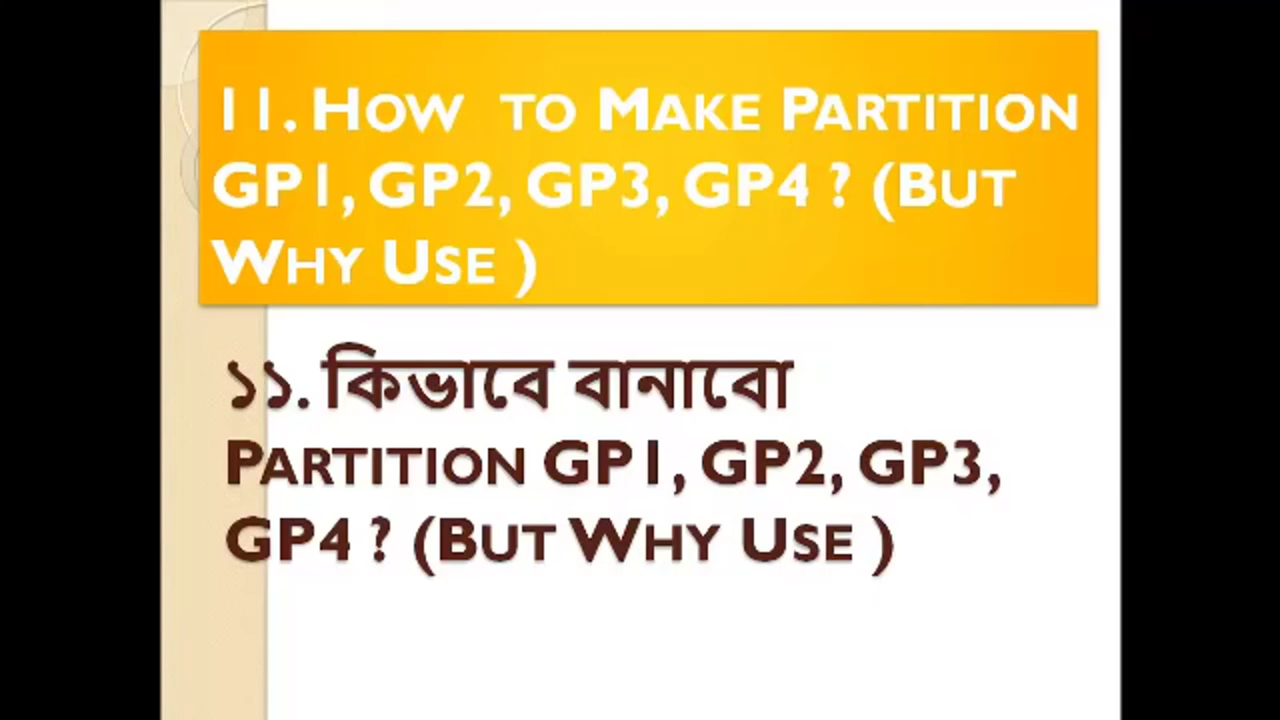 11. How to Make Partition
GP1, GP2, GP3, GP4 ? (But
Why Use )
১১. কিভাবে বানাবো
Partition GP1, GP2, GP3,
GP4 ? (But Why Use )